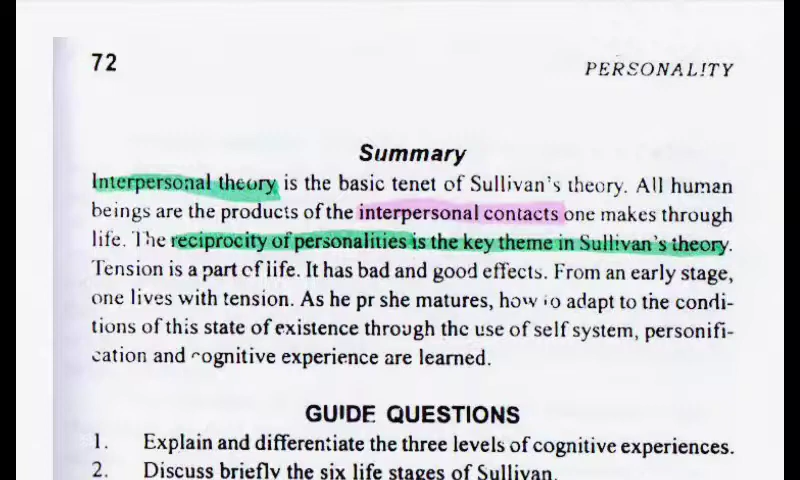 72
PERSONALITY
Summary
Interpersonal theory is the basic tenet of Sullivan's theory. All human
beings are the products of the interpersonal contacts one makes through
life. The reciprocity of personalities is the key theme in Sullivan's theory.
Tension is a part of life. It has bad and good effects. From an early stage,
one lives with tension. As he pr she matures, how to adapt to the condi-
tions of this state of existence through the use of self system, personifi-
cation and cognitive experience are learned.
GUIDE QUESTIONS
1. Explain and differentiate the three levels of cognitive experiences.
2. Discuss briefly the six life stages of Sullivan.